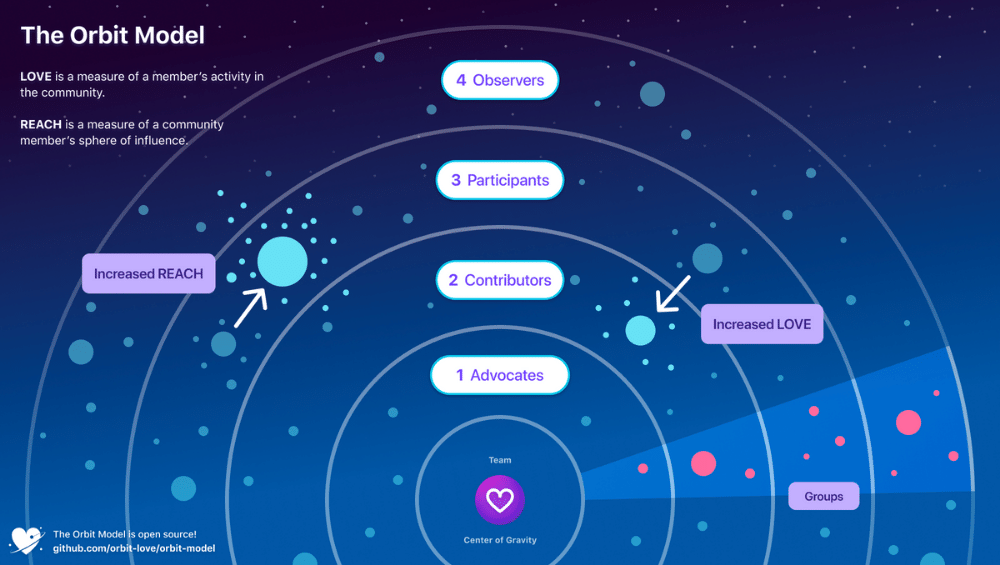 The Orbit Model
LOVE is a measure of a member's activity in
the community.
REACH is a measure of a community
member's sphere of influence.
4 Observers
3 Participants
Increased REACH
2 Contributors
Increased LOVE
1 Advocates
Team
Center of Gravity
Groups
The Orbit Model is open source!
github.com/orbit-love/orbit-model